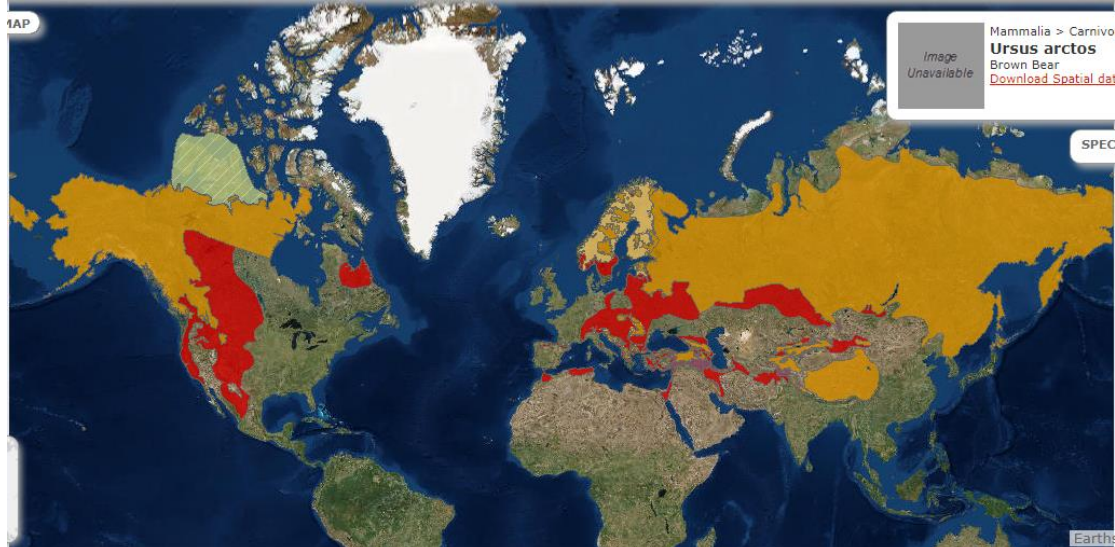 MAP
Image
Unavailable
Mammalia > Carnivo
Ursus arctos
Brown Bear
Download Spatial dat
SPEC
Earths